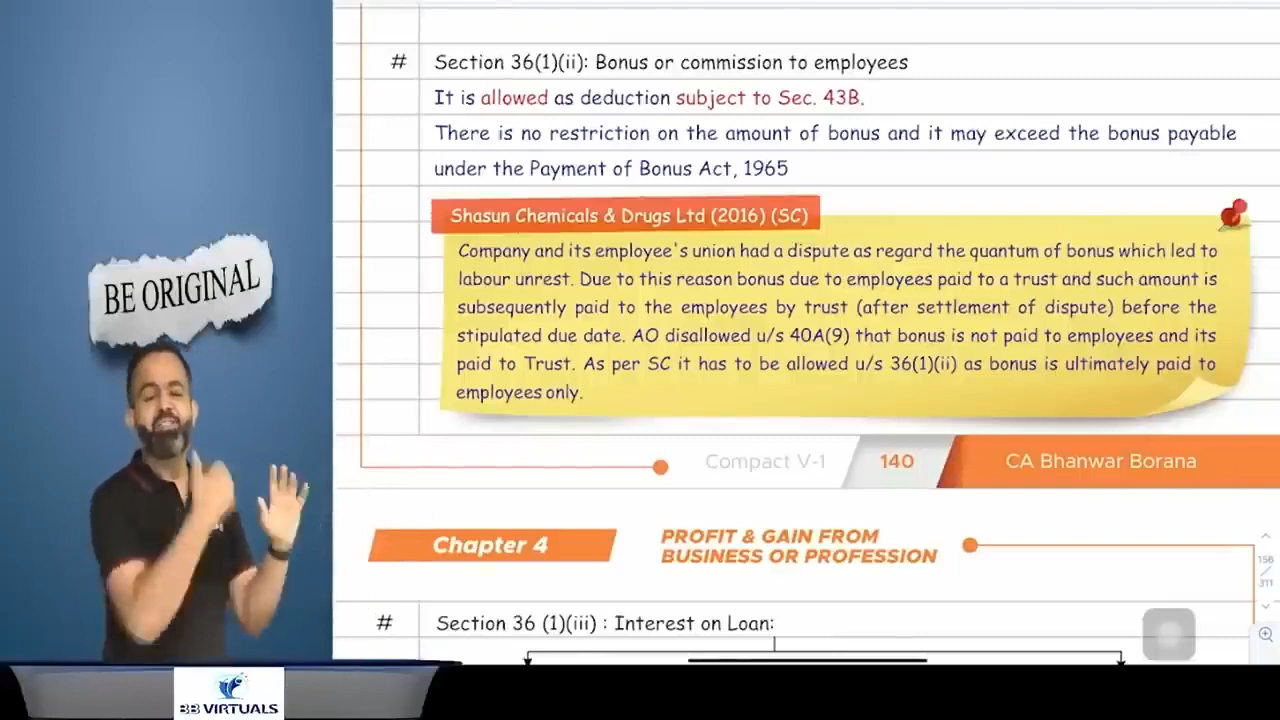 BE ORIGINAL
# Section 36(1)(ii): Bonus or commission to employees
It is allowed as deduction subject to Sec. 43B.
There is no restriction on the amount of bonus and it may exceed the bonus payable
under the Payment of Bonus Act, 1965
Shasun Chemicals & Drugs Ltd (2016) (SC)
Company and its employee's union had a dispute as regard the quantum of bonus which led to
labour unrest. Due to this reason bonus due to employees paid to a trust and such amount is
subsequently paid to the employees by trust (after settlement of dispute) before the
stipulated due date. AO disallowed u/s 40A(9) that bonus is not paid to employees and its
paid to Trust. As per SC it has to be allowed u/s 36(1)(ii) as bonus is ultimately paid to
employees only.
Compact V-1 140 CA Bhanwar Borana
Chapter 4
PROFIT & GAIN FROM
BUSINESS OR PROFESSION
156
/
311
# Section 36 (1)(iii) : Interest on Loan:
BB VIRTUALS